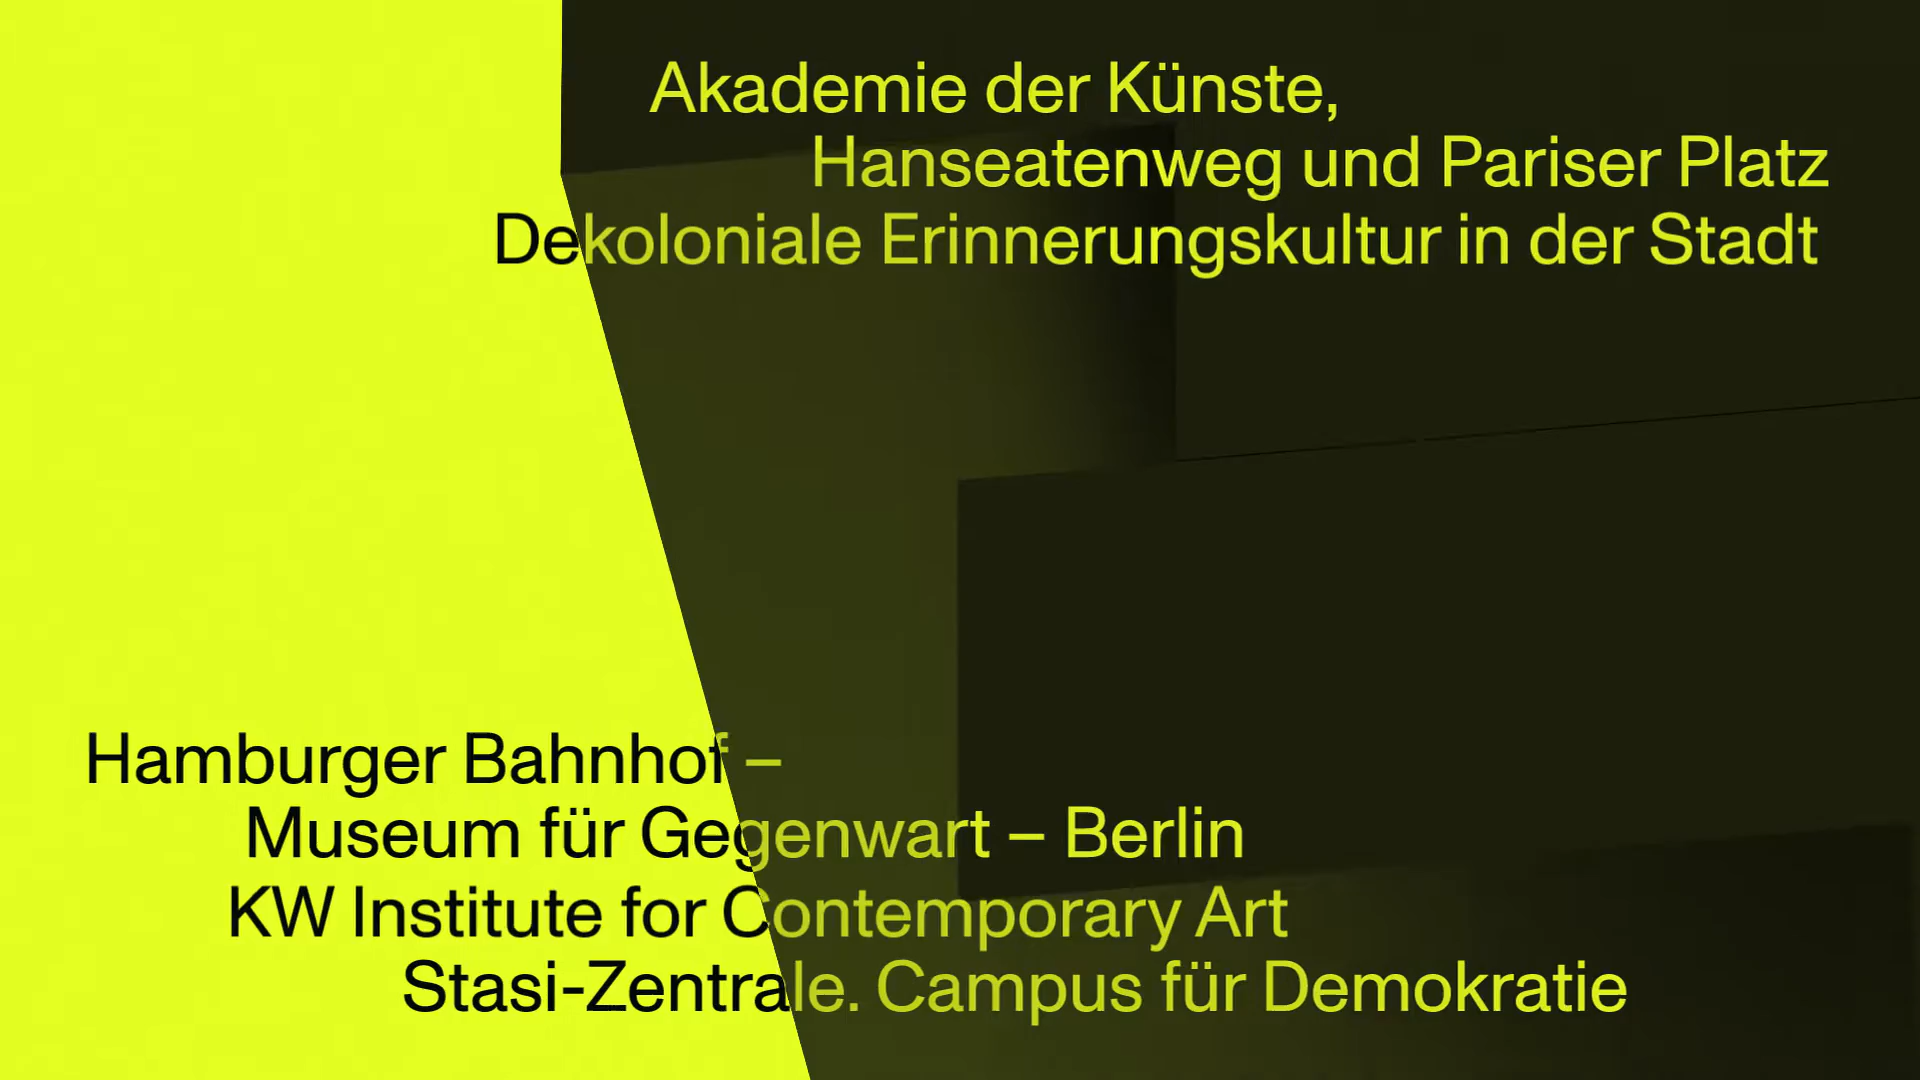 Akademie der Künste,
Hanseatenweg und Pariser Platz
Dekoloniale Erinnerungskultur in der Stadt
Hamburger Bahnhof –
Museum für Gegenwart – Berlin
KW Institute for Contemporary Art
Stasi-Zentrale. Campus für Demokratie